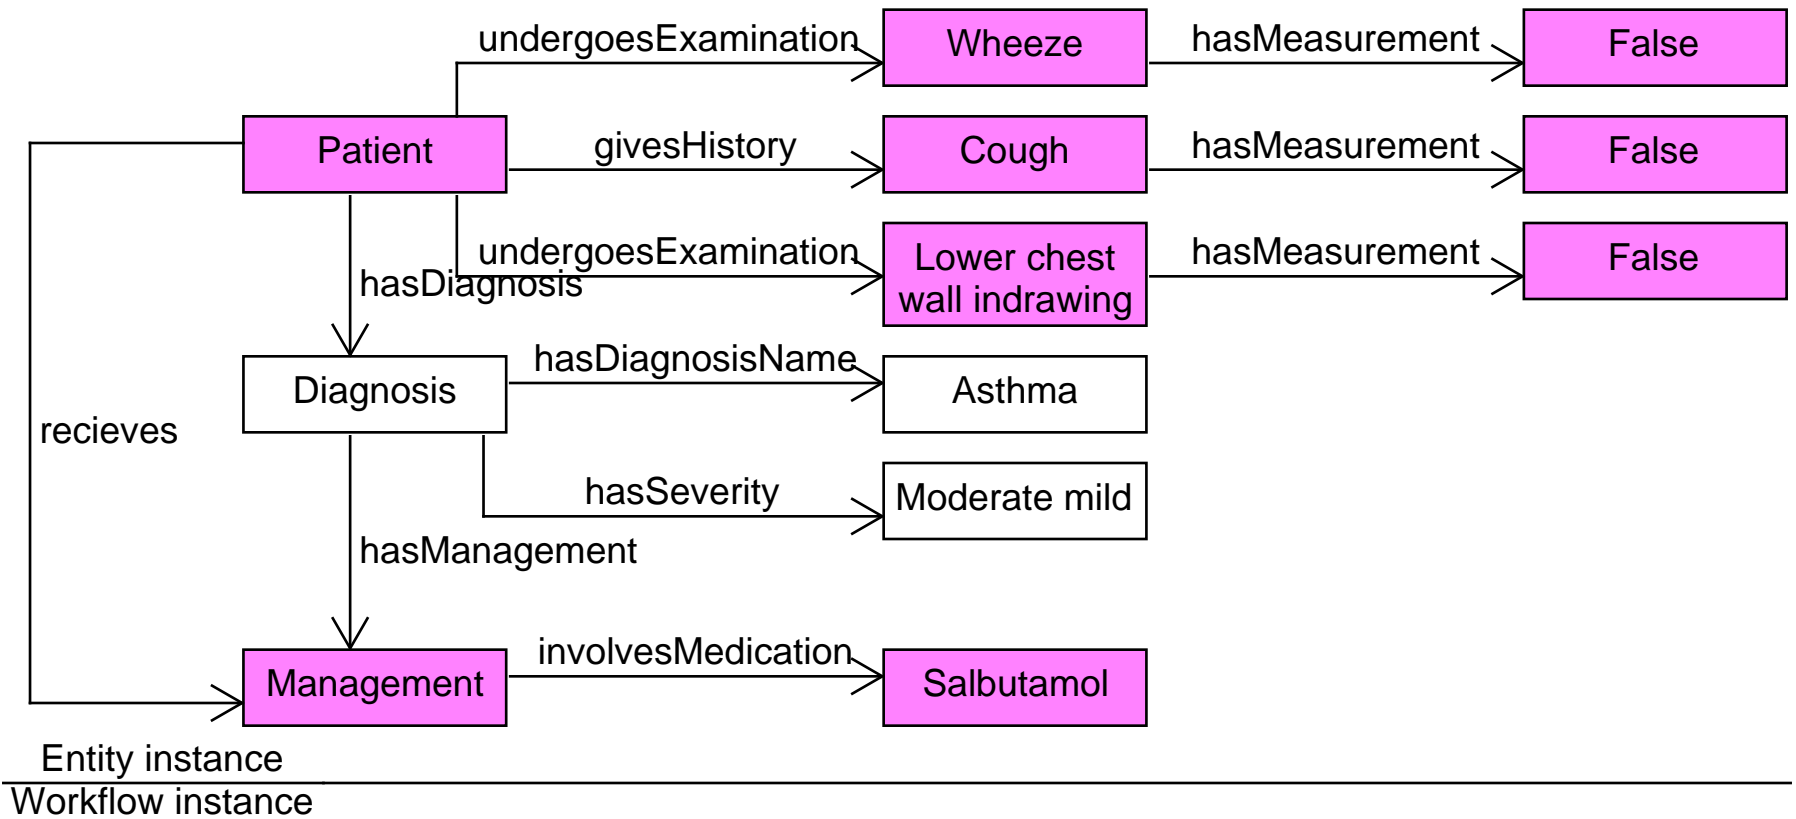 undergoesExamination
Wheeze
hasMeasurement
False
Patient
givesHistory
Cough
hasMeasurement
False
undergoesExamination
Lower chest
wall indrawing
hasMeasurement
False
hasDiagnosis
Diagnosis
hasDiagnosisName
Asthma
recieves
hasSeverity
Moderate mild
hasManagement
Management
involvesMedication
Salbutamol
Entity instance
Workflow instance